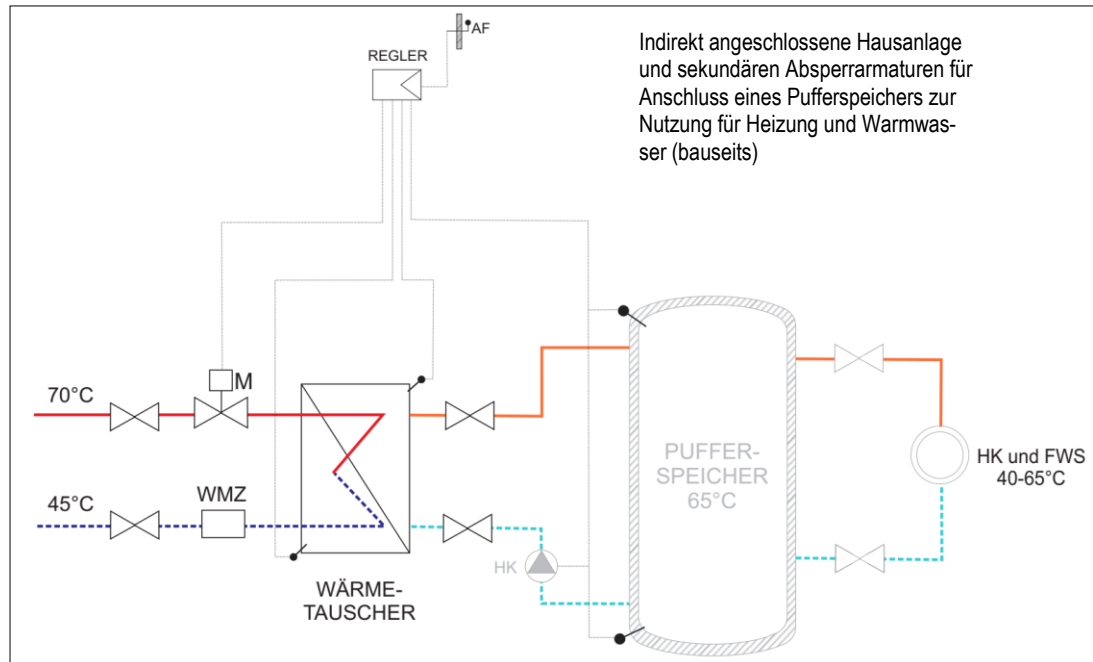 AF
REGLER
Indirekt angeschlossene Hausanlage
und sekundären Absperrarmaturen für
Anschluss eines Pufferspeichers zur
Nutzung für Heizung und Warmwas-
ser (bauseits)
M
70°C
PUFFER-
SPEICHER
65°C
HK und FWS
40-65°C
45°C
WMZ
HK
WÄRME-
TAUSCHER